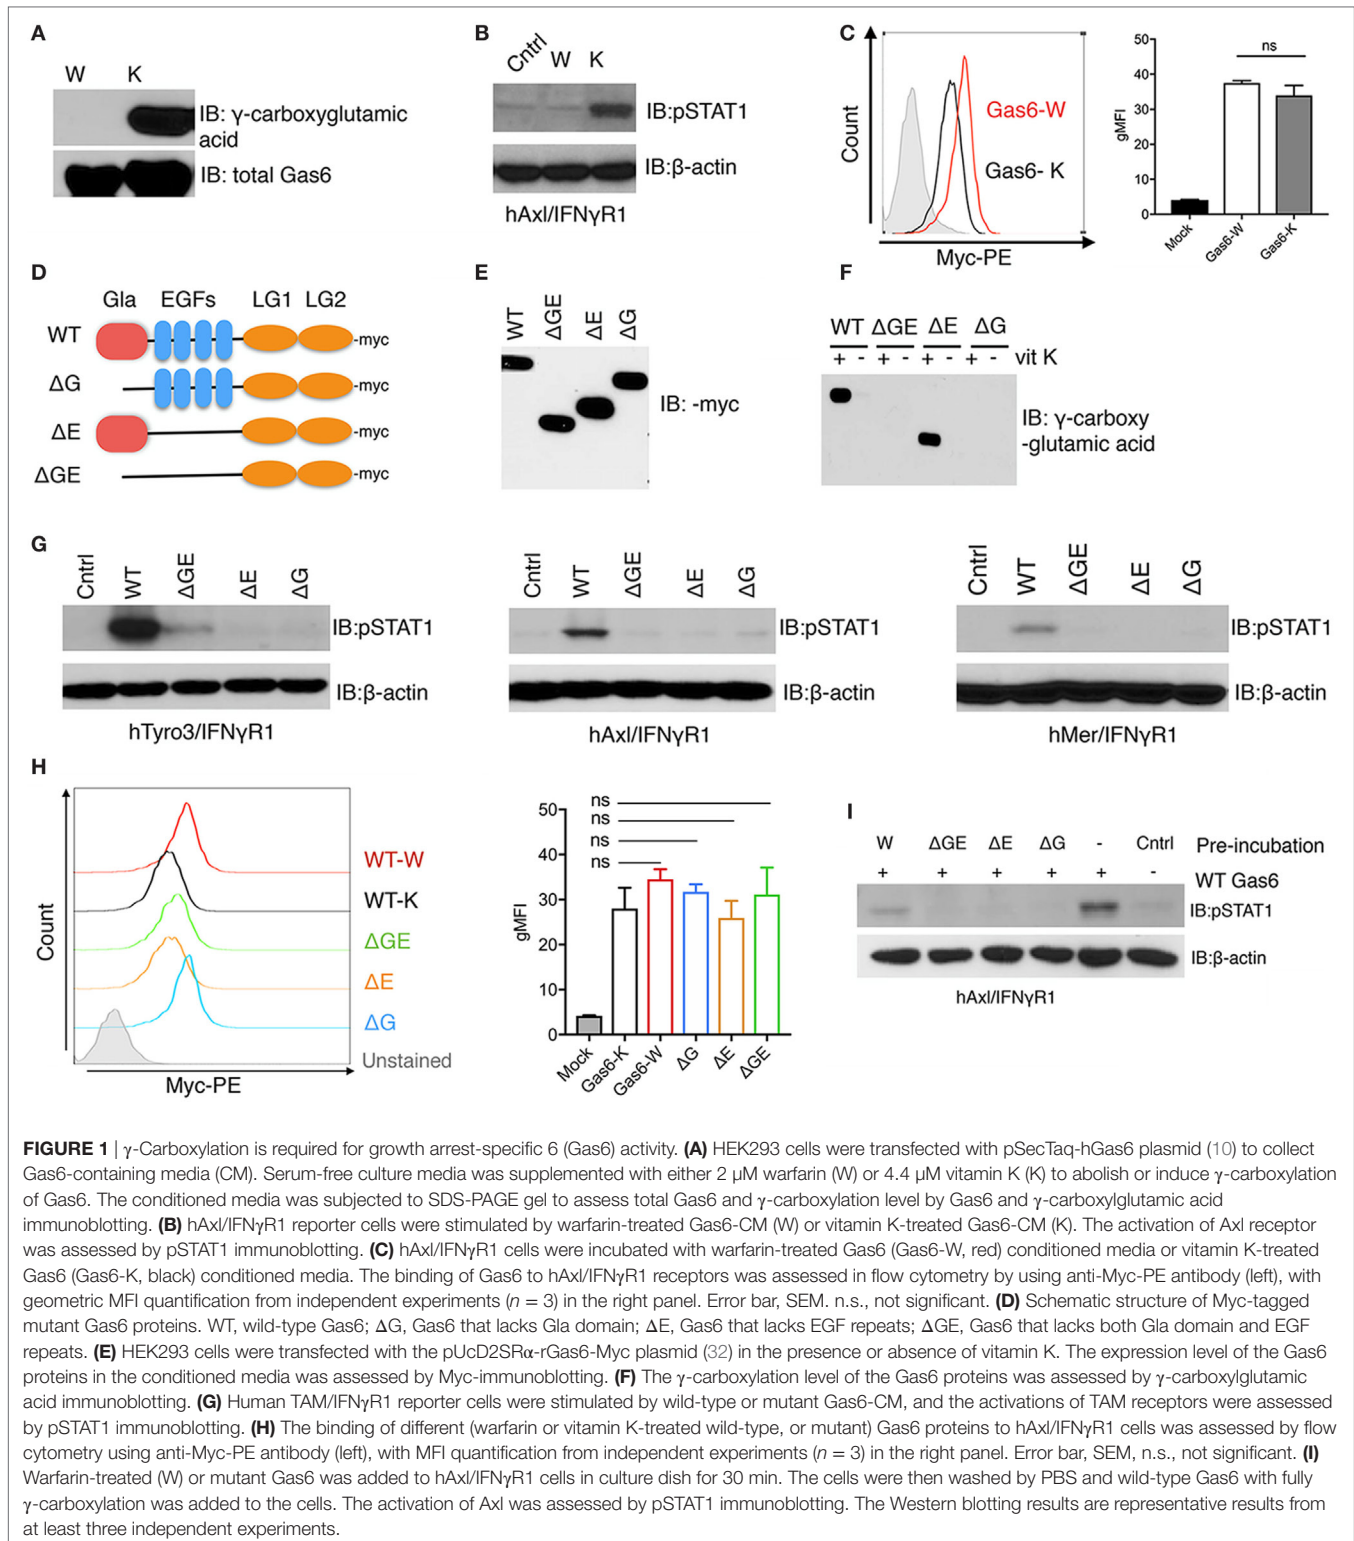 A
W K
IB: γ-carboxyglutamic
acid
IB: total Gas6
B
Cntrl W K
IB:pSTAT1
IB:β-actin
hAxl/IFNγR1
C
Count
Gas6-W
Gas6- K
Myc-PE
gMFI
50
40
30
20
10
0
ns
Mock
Gas6-W
Gas6-K
D
Gla EGFs LG1 LG2
WT -myc
ΔG -myc
ΔE -myc
ΔGE -myc
E
WT ΔGE ΔE ΔG
IB: -myc
F
WT ΔGE ΔE ΔG
+ - + - + - + - vit K
IB: γ-carboxy
-glutamic acid
G
Cntrl WT ΔGE ΔE ΔG
IB:pSTAT1
IB:β-actin
hTyro3/IFNγR1
Cntrl WT ΔGE ΔE ΔG
IB:pSTAT1
IB:β-actin
hAxl/IFNγR1
Cntrl WT ΔGE ΔE ΔG
IB:pSTAT1
IB:β-actin
hMer/IFNγR1
H
Count
WT-W
WT-K
ΔGE
ΔE
ΔG
Unstained
Myc-PE
gMFI
50
40
30
20
10
0
ns
ns
ns
ns
Mock
Gas6-K
Gas6-W
ΔG
ΔE
ΔGE
I
W ΔGE ΔE ΔG - Cntrl Pre-incubation
+ + + + + - WT Gas6
IB:pSTAT1
IB:β-actin
hAxl/IFNγR1
FIGURE 1 | γ-Carboxylation is required for growth arrest-specific 6 (Gas6) activity. (A) HEK293 cells were transfected with pSecTaq-hGas6 plasmid (10) to collect
Gas6-containing media (CM). Serum-free culture media was supplemented with either 2 µM warfarin (W) or 4.4 µM vitamin K (K) to abolish or induce γ-carboxylation
of Gas6. The conditioned media was subjected to SDS-PAGE gel to assess total Gas6 and γ-carboxylation level by Gas6 and γ-carboxylglutamic acid
immunoblotting. (B) hAxl/IFNγR1 reporter cells were stimulated by warfarin-treated Gas6-CM (W) or vitamin K-treated Gas6-CM (K). The activation of Axl receptor
was assessed by pSTAT1 immunoblotting. (C) hAxl/IFNγR1 cells were incubated with warfarin-treated Gas6 (Gas6-W, red) conditioned media or vitamin K-treated
Gas6 (Gas6-K, black) conditioned media. The binding of Gas6 to hAxl/IFNγR1 receptors was assessed in flow cytometry by using anti-Myc-PE antibody (left), with
geometric MFI quantification from independent experiments (n = 3) in the right panel. Error bar, SEM. n.s., not significant. (D) Schematic structure of Myc-tagged
mutant Gas6 proteins. WT, wild-type Gas6; ΔG, Gas6 that lacks Gla domain; ΔE, Gas6 that lacks EGF repeats; ΔGE, Gas6 that lacks both Gla domain and EGF
repeats. (E) HEK293 cells were transfected with the pUcD2SRα-rGas6-Myc plasmid (32) in the presence or absence of vitamin K. The expression level of the Gas6
proteins in the conditioned media was assessed by Myc-immunoblotting. (F) The γ-carboxylation level of the Gas6 proteins was assessed by γ-carboxylglutamic
acid immunoblotting. (G) Human TAM/IFNγR1 reporter cells were stimulated by wild-type or mutant Gas6-CM, and the activations of TAM receptors were assessed
by pSTAT1 immunoblotting. (H) The binding of different (warfarin or vitamin K-treated wild-type, or mutant) Gas6 proteins to hAxl/IFNγR1 cells was assessed by flow
cytometry using anti-Myc-PE antibody (left), with MFI quantification from independent experiments (n = 3) in the right panel. Error bar, SEM, n.s., not significant. (I)
Warfarin-treated (W) or mutant Gas6 was added to hAxl/IFNγR1 cells in culture dish for 30 min. The cells were then washed by PBS and wild-type Gas6 with fully
γ-carboxylation was added to the cells. The activation of Axl was assessed by pSTAT1 immunoblotting. The Western blotting results are representative results from
at least three independent experiments.